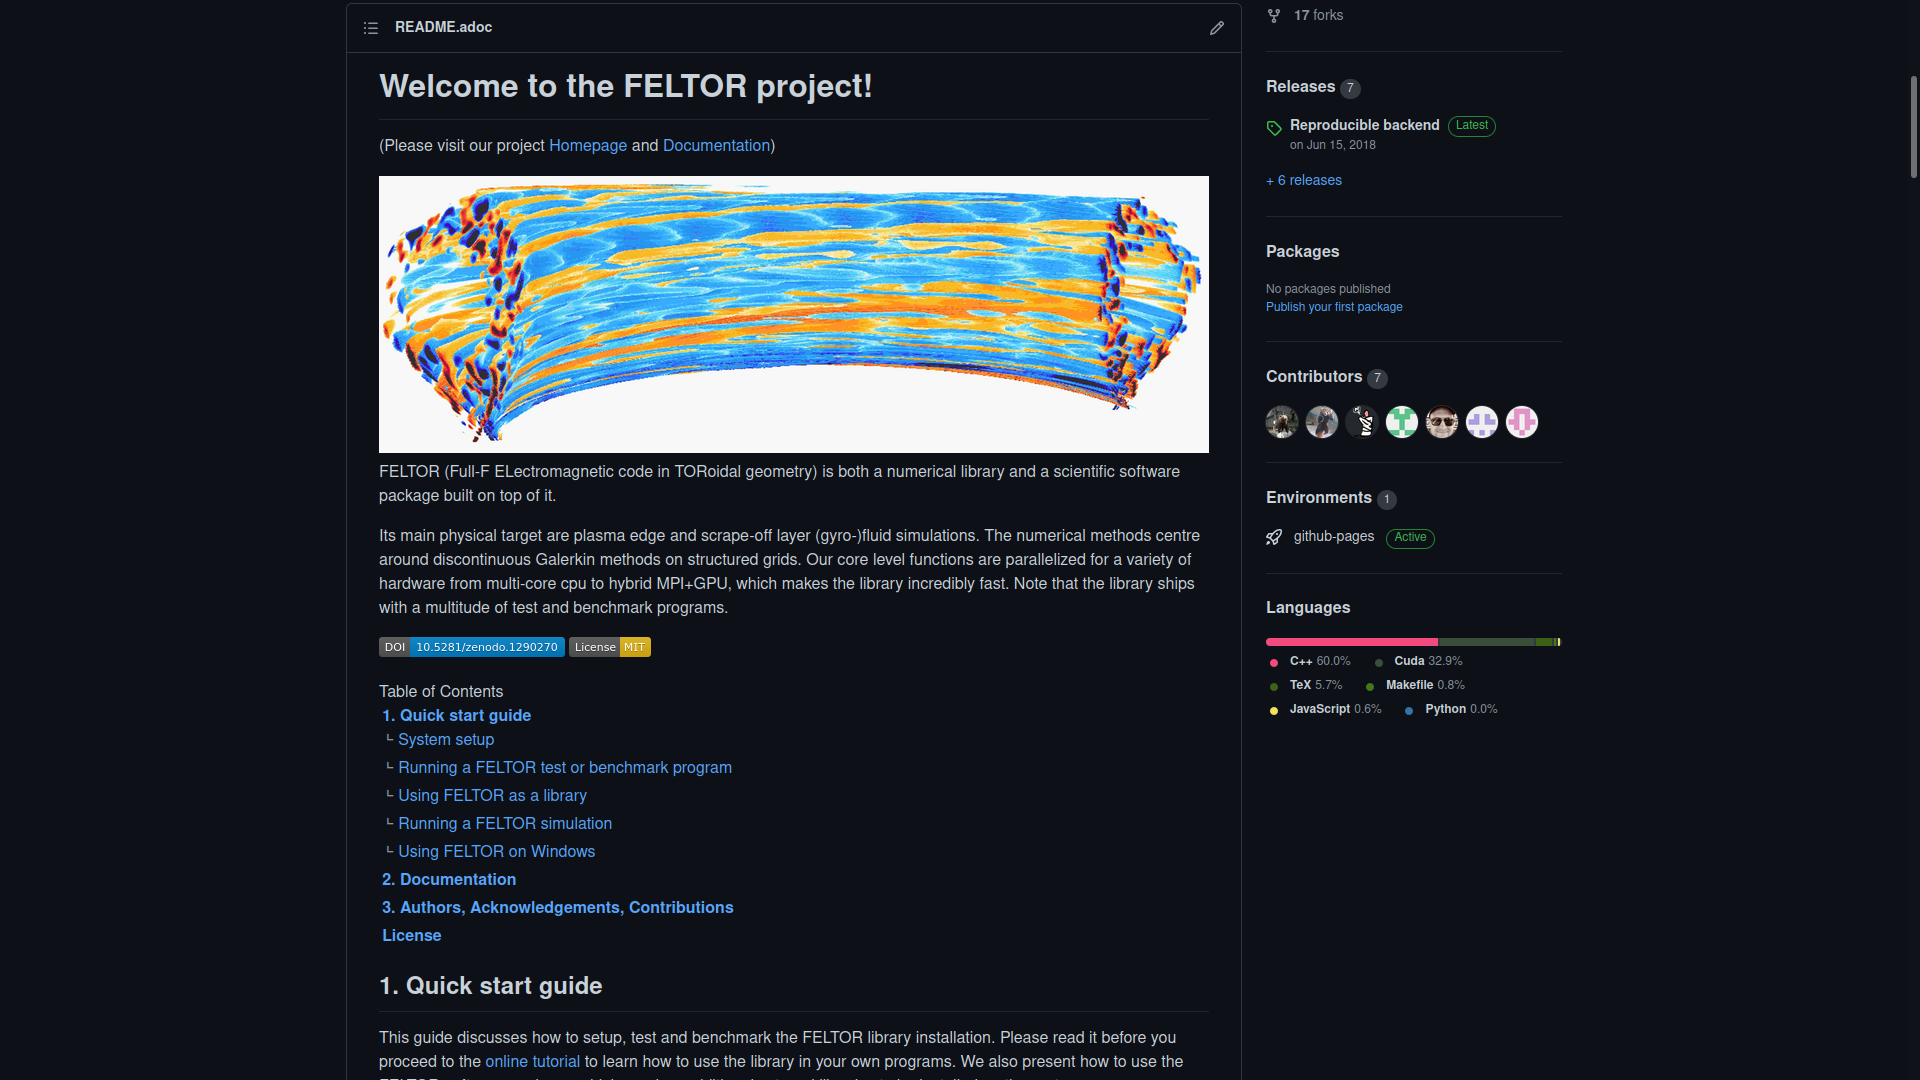 README.adoc
Welcome to the FELTOR project!
(Please visit our project Homepage and Documentation)
FELTOR (Full-F ELectromagnetic code in TORoidal geometry) is both a numerical library and a scientific software
package built on top of it.
Its main physical target are plasma edge and scrape-off layer (gyro-)fluid simulations. The numerical methods centre
around discontinuous Galerkin methods on structured grids. Our core level functions are parallelized for a variety of
hardware from multi-core cpu to hybrid MPI+GPU, which makes the library incredibly fast. Note that the library ships
with a multitude of test and benchmark programs.
DOI 10.5281/zenodo.1290270 License MIT
Table of Contents
1. Quick start guide
System setup
Running a FELTOR test or benchmark program
Using FELTOR as a library
Running a FELTOR simulation
Using FELTOR on Windows
2. Documentation
3. Authors, Acknowledgements, Contributions
License
1. Quick start guide
This guide discusses how to setup, test and benchmark the FELTOR library installation. Please read it before you
proceed to the online tutorial to learn how to use the library in your own programs. We also present how to use the
17 forks
Releases 7
Reproducible backend Latest
on Jun 15, 2018
+ 6 releases
Packages
No packages published
Publish your first package
Contributors 7
Environments 1
github-pages Active
Languages
C++ 60.0% Cuda 32.9%
TeX 5.7% Makefile 0.8%
JavaScript 0.6% Python 0.0%